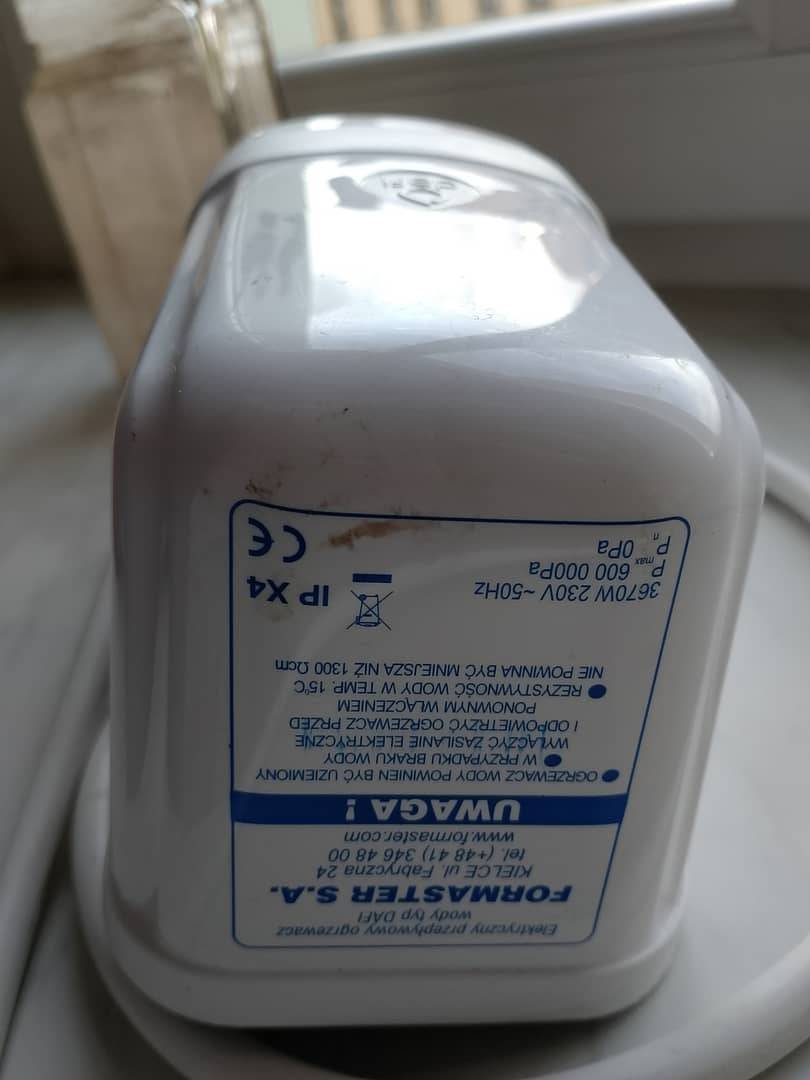 Elektryczny przepływowy ogrzewacz
wody typ DAFI
FORMASTER S.A.
KIELCE ul. Fabryczna 24
tel. (+48 41) 346 48 00
www.formaster.com
UWAGA !
● OGRZEWACZ WODY POWINIEN BYĆ UZIEMIONY
● W PRZYPADKU BRAKU WODY
WYŁĄCZYĆ ZASILANIE ELEKTRYCZNE
I ODPOWIETRZYĆ OGRZEWACZ PRZED
PONOWNYM WŁĄCZENIEM
● REZYSTYWNOŚĆ WODY W TEMP. 15°C
NIE POWINNA BYĆ MNIEJSZA NIŻ 1300 Ωcm
3670W 230V ~50Hz
IP X4
Pmax 600 000Pa
Pn 0Pa
CE